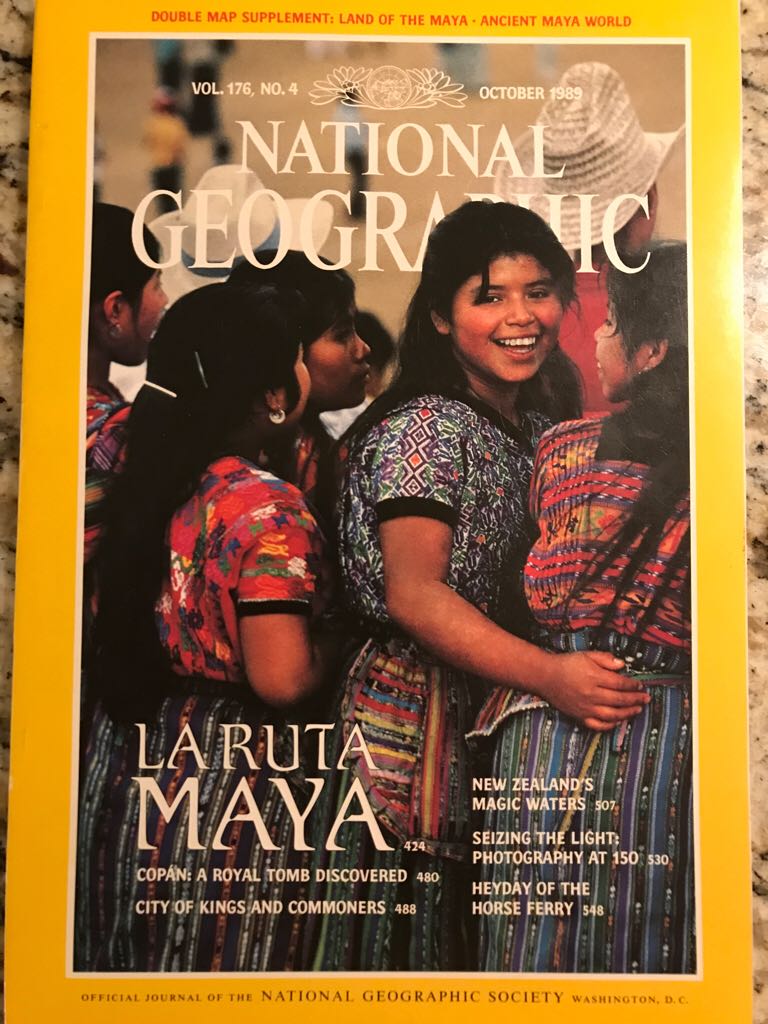 DOUBLE MAP SUPPLEMENT: LAND OF THE MAYA · ANCIENT MAYA WORLD
VOL. 176, NO. 4
OCTOBER 1989
NATIONAL
GEOGRAPHIC
LA RUTA
MAYA 424
COPÁN: A ROYAL TOMB DISCOVERED 480
CITY OF KINGS AND COMMONERS 488
NEW ZEALAND'S
MAGIC WATERS 507
SEIZING THE LIGHT:
PHOTOGRAPHY AT 150 530
HEYDAY OF THE
HORSE FERRY 548
OFFICIAL JOURNAL OF THE NATIONAL GEOGRAPHIC SOCIETY WASHINGTON, D.C.